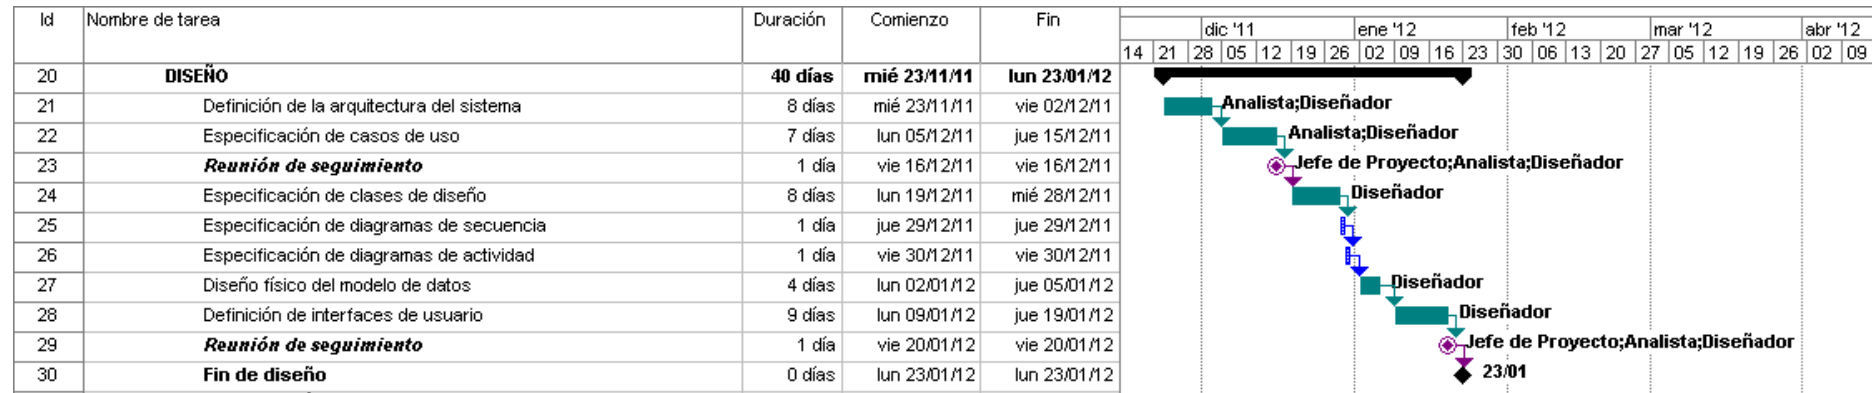 Id Nombre de tarea Duración Comienzo Fin
dic '11 ene '12 feb '12 mar '12 abr '12
14 21 28 05 12 19 26 02 09 16 23 30 06 13 20 27 05 12 19 26 02 09
20 DISEÑO 40 días mié 23/11/11 lun 23/01/12
21 Definición de la arquitectura del sistema 8 días mié 23/11/11 vie 02/12/11 Analista;Diseñador
22 Especificación de casos de uso 7 días lun 05/12/11 jue 15/12/11 Analista;Diseñador
23 Reunión de seguimiento 1 día vie 16/12/11 vie 16/12/11 Jefe de Proyecto;Analista;Diseñador
24 Especificación de clases de diseño 8 días lun 19/12/11 mié 28/12/11 Diseñador
25 Especificación de diagramas de secuencia 1 día jue 29/12/11 jue 29/12/11
26 Especificación de diagramas de actividad 1 día vie 30/12/11 vie 30/12/11
27 Diseño físico del modelo de datos 4 días lun 02/01/12 jue 05/01/12 Diseñador
28 Definición de interfaces de usuario 9 días lun 09/01/12 jue 19/01/12 Diseñador
29 Reunión de seguimiento 1 día vie 20/01/12 vie 20/01/12 Jefe de Proyecto;Analista;Diseñador
30 Fin de diseño 0 días lun 23/01/12 lun 23/01/12 23/01